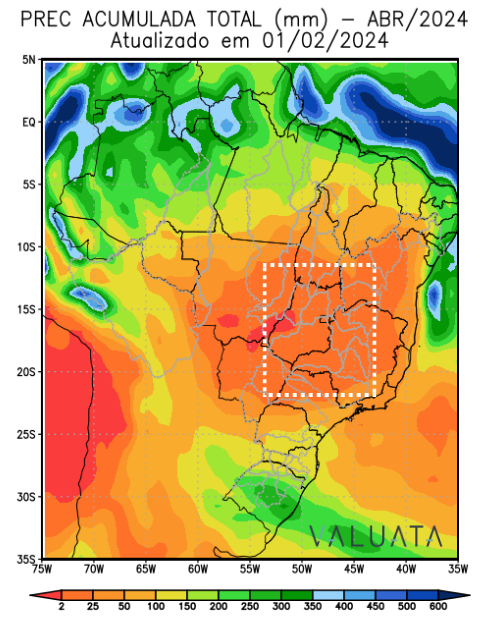 PREC ACUMULADA TOTAL (mm) – ABR/2024
Atualizado em 01/02/2024
5N
EQ
5S
10S
15S
20S
25S
30S
35S
VALUATA
75W 70W 65W 60W 55W 50W 45W 40W 35W
2 25 50 100 150 200 250 300 350 400 450 500 600